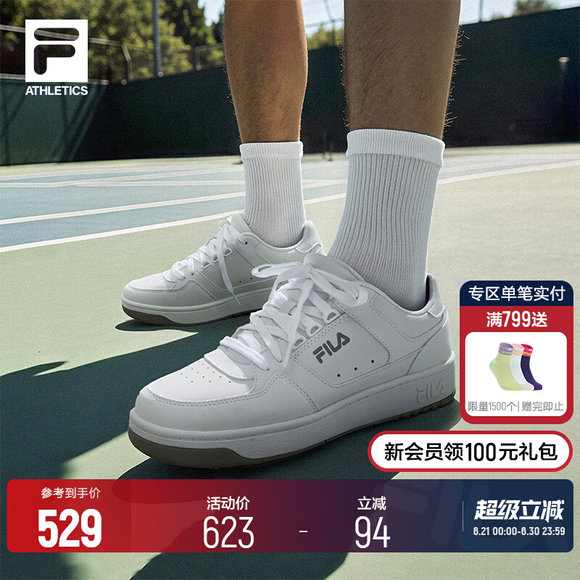 ATHLETICS
FILA
FILA
专区单笔实付
满799送
限量1500个|赠完即止
新会员领100元礼包
参考到手价
529
活动价
623
-
立减
94
超级立减
6.21 00:00-6.30 23:59